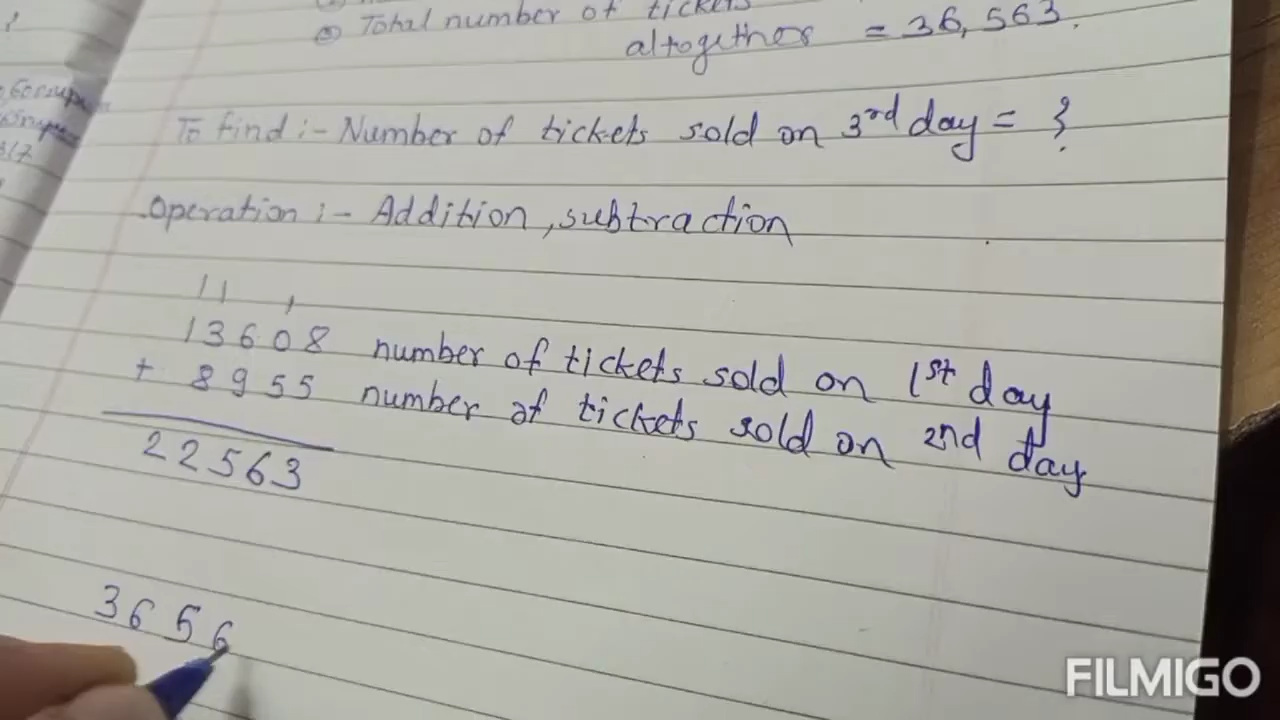 Total number of tickets
altogether = 36,563.
To find :- Number of tickets sold on 3rd day = ?
Operation :- Addition, subtraction
1 1 1
13608 number of tickets sold on 1st day
+ 8955 number of tickets sold on 2nd day
22563
3656
FILMIGO